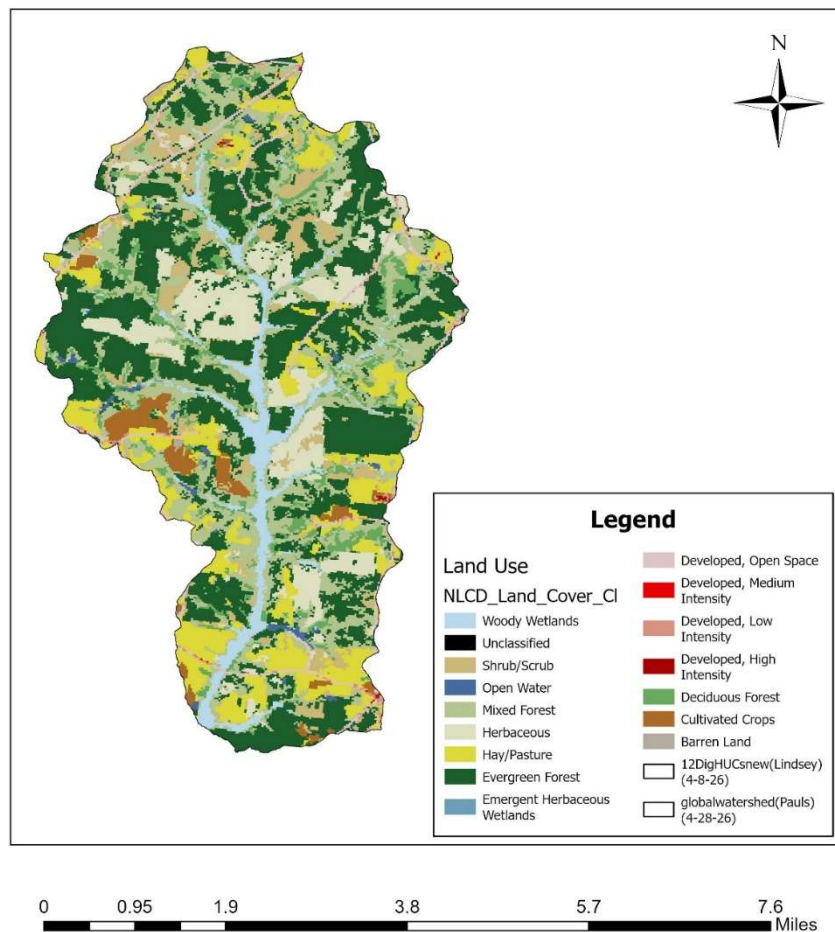 N
Legend
Land Use
NLCD_Land_Cover_Cl
Woody Wetlands
Unclassified
Shrub/Scrub
Open Water
Mixed Forest
Herbaceous
Hay/Pasture
Evergreen Forest
Emergent Herbaceous
Wetlands
Developed, Open Space
Developed, Medium
Intensity
Developed, Low
Intensity
Developed, High
Intensity
Deciduous Forest
Cultivated Crops
Barren Land
12DigHUCsnew(Lindsey)
(4-8-26)
globalwatershed(Pauls)
(4-28-26)
0 0.95 1.9 3.8 5.7 7.6
Miles